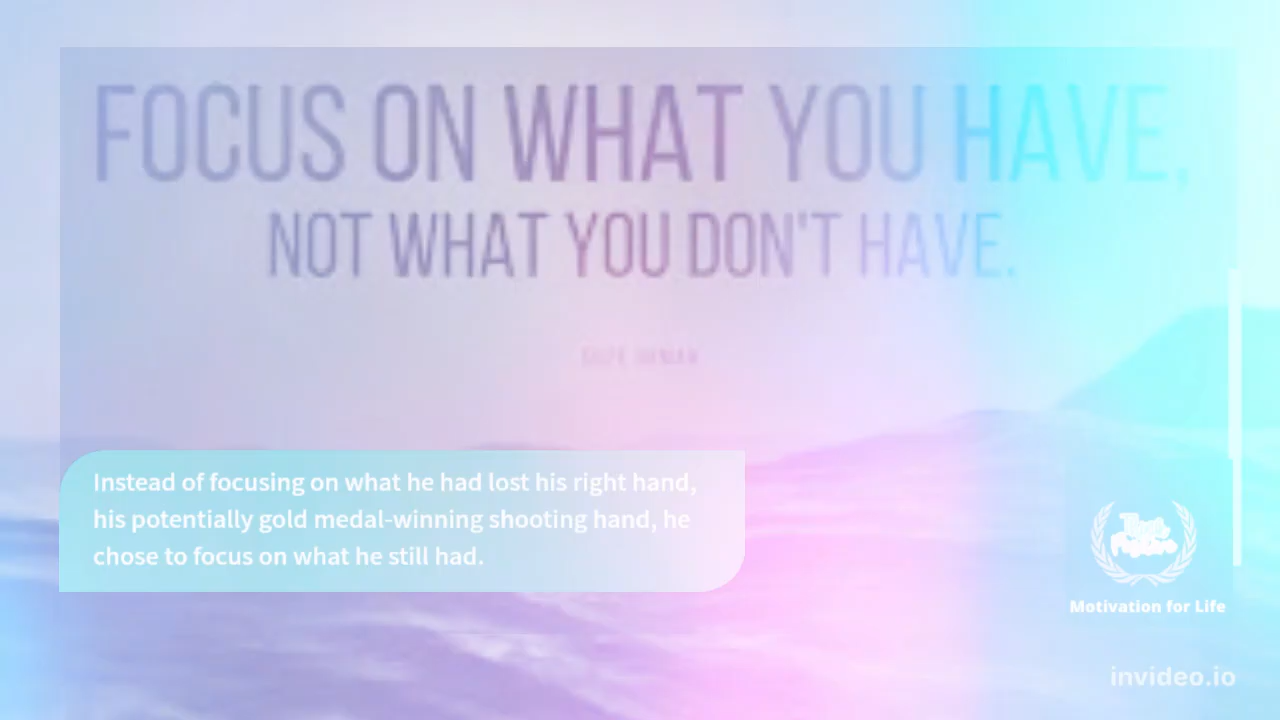 FOCUS ON WHAT YOU HAVE,
NOT WHAT YOU DON'T HAVE.
Instead of focusing on what he had lost his right hand,
his potentially gold medal-winning shooting hand, he
chose to focus on what he still had.
Motivation for Life
invideo.io